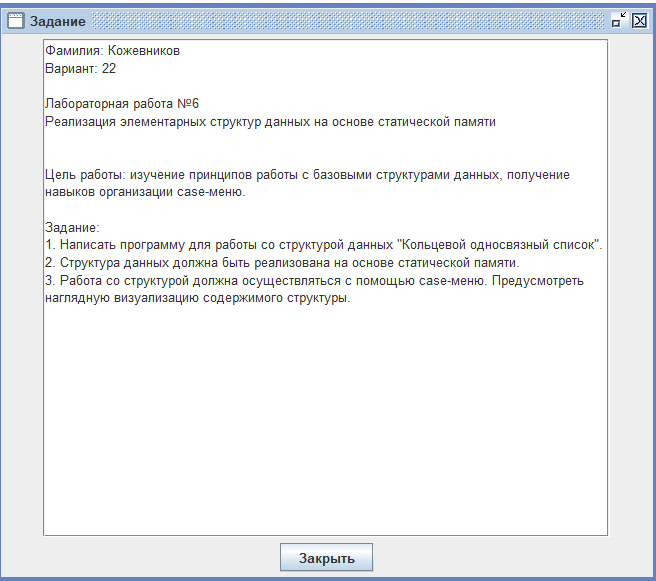 Задание
Фамилия: Кожевников
Вариант: 22
Лабораторная работа №6
Реализация элементарных структур данных на основе статической памяти
Цель работы: изучение принципов работы с базовыми структурами данных, получение
навыков организации case-меню.
Задание:
1. Написать программу для работы со структурой данных "Кольцевой односвязный список".
2. Структура данных должна быть реализована на основе статической памяти.
3. Работа со структурой должна осуществляться с помощью case-меню. Предусмотреть
наглядную визуализацию содержимого структуры.
Закрыть